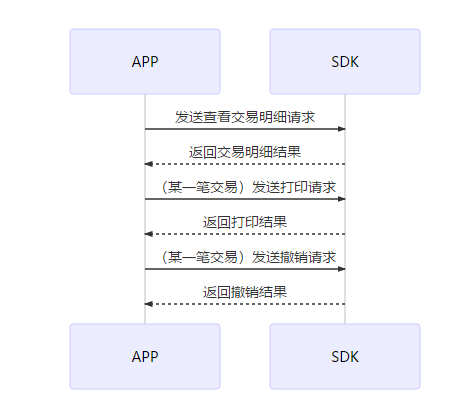 APP
SDK
发送查看交易明细请求
返回交易明细结果
（某一笔交易）发送打印请求
返回打印结果
（某一笔交易）发送撤销请求
返回撤销结果
APP
SDK